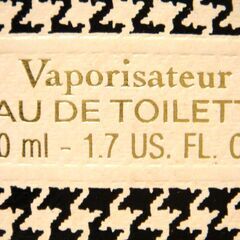 Vaporisateur
AU DE TOILETT
0 ml - 1.7 US. FL. O